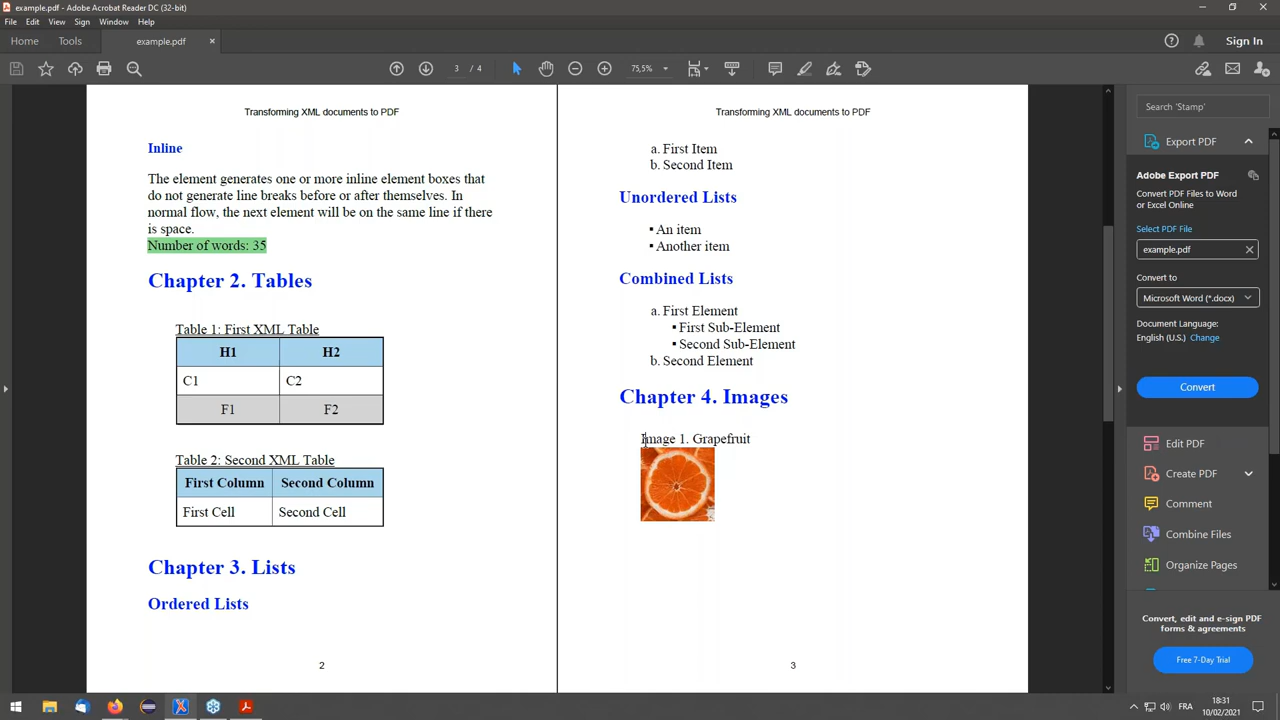 example.pdf - Adobe Acrobat Reader DC (32-bit)
File Edit View Sign Window Help
Home Tools example.pdf × Sign In
3 / 4 75,5%
Transforming XML documents to PDF
Inline
The element generates one or more inline element boxes that
do not generate line breaks before or after themselves. In
normal flow, the next element will be on the same line if there
is space.
Number of words: 35
Chapter 2. Tables
Table 1: First XML Table
H1 H2
C1 C2
F1 F2
Table 2: Second XML Table
First Column Second Column
First Cell Second Cell
Chapter 3. Lists
Ordered Lists
2
Transforming XML documents to PDF
a. First Item
b. Second Item
Unordered Lists
▪ An item
▪ Another item
Combined Lists
a. First Element
▪ First Sub-Element
▪ Second Sub-Element
b. Second Element
Chapter 4. Images
Image 1. Grapefruit
3
Search 'Stamp'
Export PDF
Adobe Export PDF
Convert PDF Files to Word
or Excel Online
Select PDF File
example.pdf
Convert to
Microsoft Word (*.docx)
Document Language:
English (U.S.) Change
Convert
Edit PDF
Create PDF
Comment
Combine Files
Organize Pages
Convert, edit and e-sign PDF
forms & agreements
Free 7-Day Trial
FRA
18:31
10/02/2021